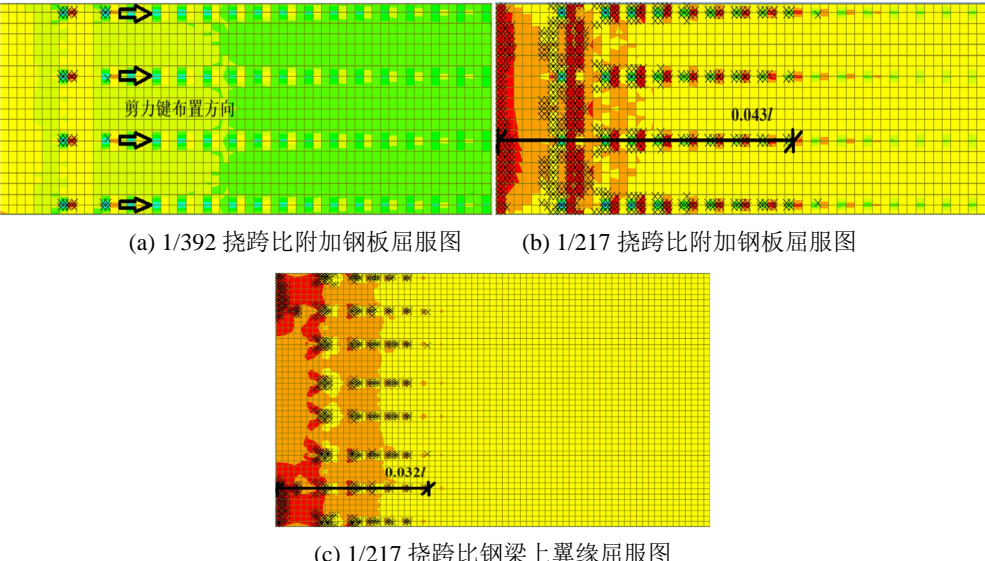 剪力键布置方向
0.043l
(a) 1/392 挠跨比附加钢板屈服图
(b) 1/217 挠跨比附加钢板屈服图
0.032l
(c) 1/217 挠跨比钢梁上翼缘屈服图